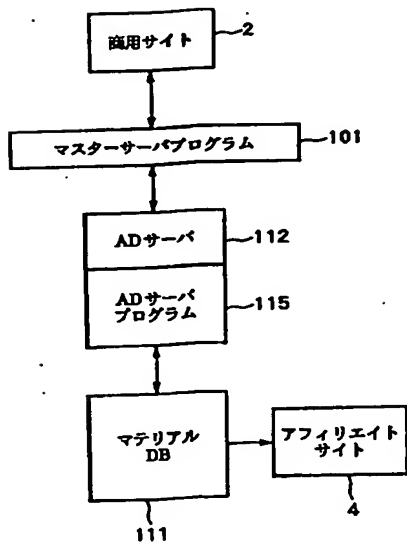 商用サイト
2
マスターサーバプログラム
101
ADサーバ
112
ADサーバ
プログラム
115
マテリアル
DB
111
アフィリエイト
サイト
4